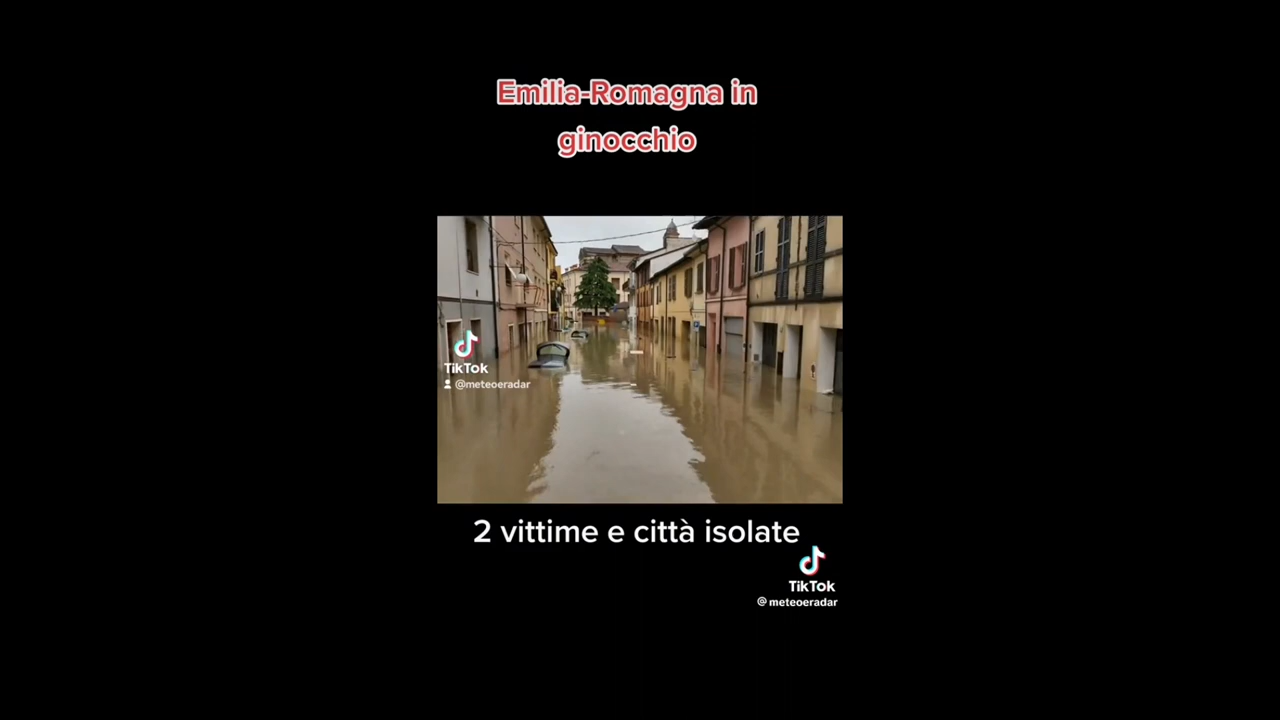 Emilia-Romagna in
ginocchio
TikTok
@meteoeradar
2 vittime e città isolate
TikTok
@meteoeradar